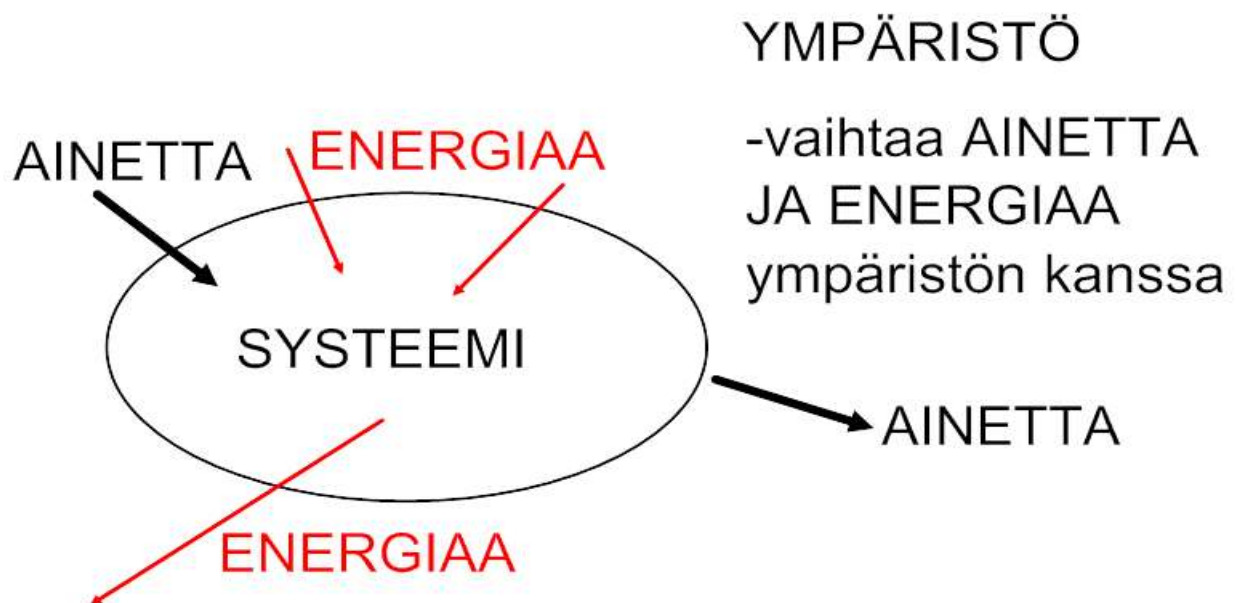 YMPÄRISTÖ
-vaihtaa AINETTA
JA ENERGIAA
ympäristön kanssa
AINETTA
ENERGIAA
SYSTEEMI
AINETTA
ENERGIAA